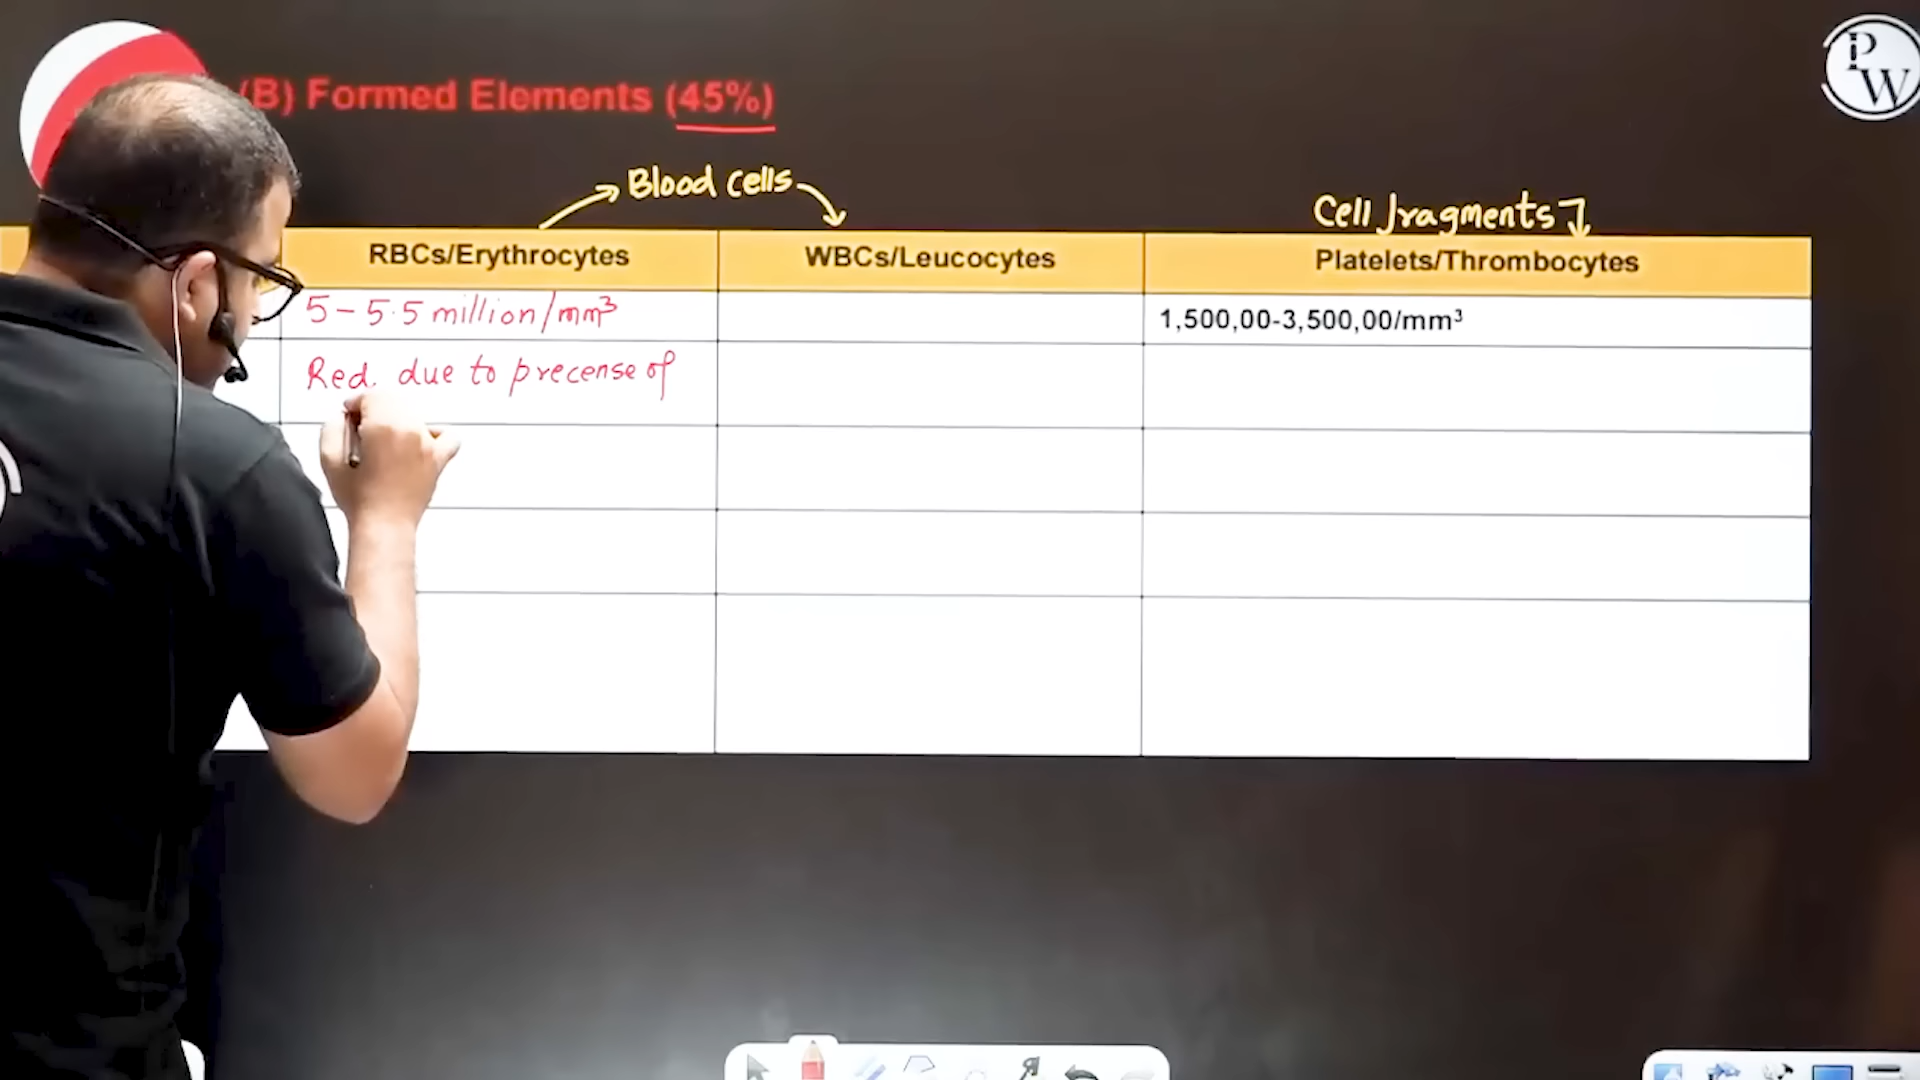 PW
(B) Formed Elements (45%)
Blood cells
Cell fragments
RBCs/Erythrocytes
WBCs/Leucocytes
Platelets/Thrombocytes
5-5.5 million/mm³
1,500,00-3,500,00/mm³
Red. due to precense of